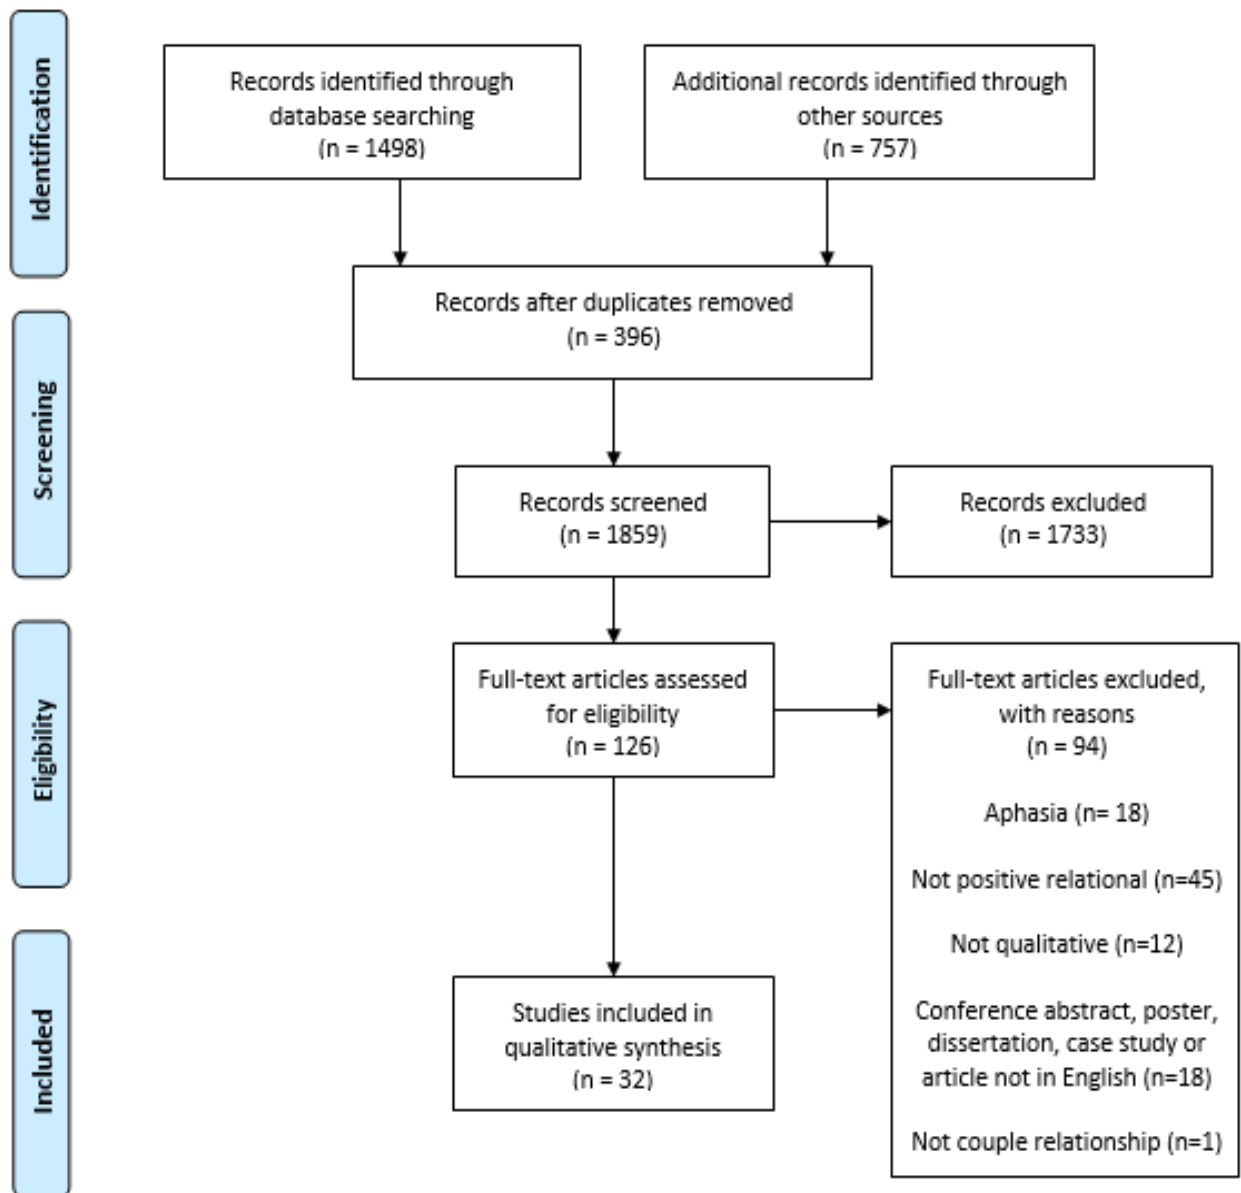 Identification
Records identified through
database searching
(n = 1498)
Additional records identified through
other sources
(n = 757)
Records after duplicates removed
(n = 396)
Screening
Records screened
(n = 1859)
Records excluded
(n = 1733)
Eligibility
Full-text articles assessed
for eligibility
(n = 126)
Full-text articles excluded,
with reasons
(n = 94)
Aphasia (n= 18)
Not positive relational (n=45)
Not qualitative (n=12)
Conference abstract, poster,
dissertation, case study or
article not in English (n=18)
Not couple relationship (n=1)
Included
Studies included in
qualitative synthesis
(n = 32)